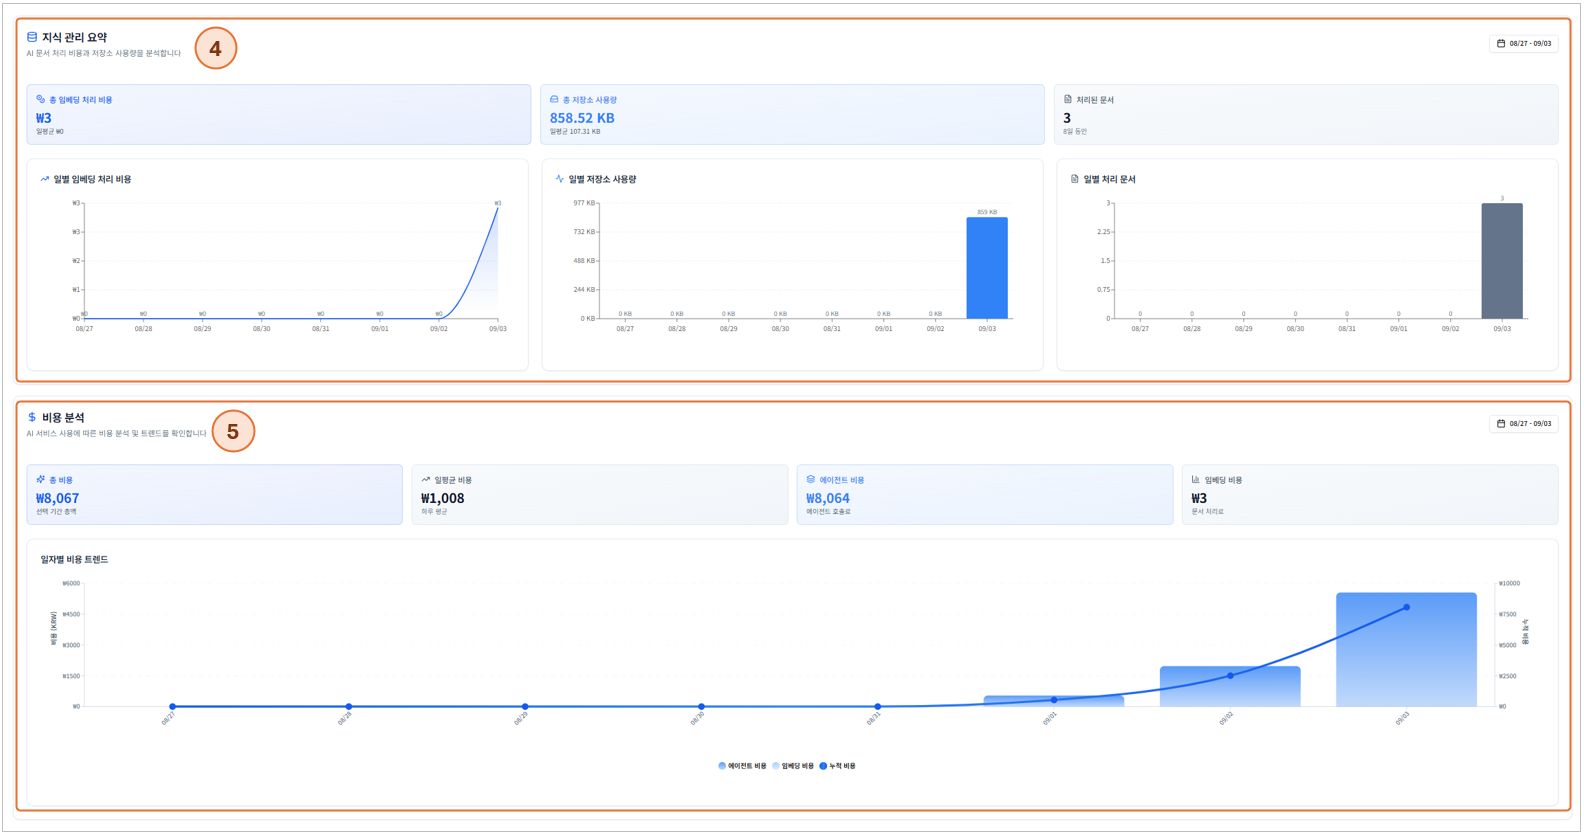 지식 관리 요약
AI 문서 처리 비용과 저장소 사용량을 분석합니다
4
08/27 - 09/03
총 임베딩 처리 비용
₩3
일평균 ₩0
총 저장소 사용량
858.52 KB
일평균 107.31 KB
처리된 문서
3
8일 동안
일별 임베딩 처리 비용
₩3
₩3
₩2
₩1
₩0
₩0 ₩0 ₩0 ₩0 ₩0 ₩0 ₩0 ₩3
08/27 08/28 08/29 08/30 08/31 09/01 09/02 09/03
일별 저장소 사용량
977 KB
732 KB
488 KB
244 KB
0 KB
0 KB 0 KB 0 KB 0 KB 0 KB 0 KB 0 KB 859 KB
08/27 08/28 08/29 08/30 08/31 09/01 09/02 09/03
일별 처리 문서
3
2.25
1.5
0.75
0
0 0 0 0 0 0 0 3
08/27 08/28 08/29 08/30 08/31 09/01 09/02 09/03
비용 분석
AI 서비스 사용에 따른 비용 분석 및 트렌드를 확인합니다
5
08/27 - 09/03
총 비용
₩8,067
선택 기간 총액
일평균 비용
₩1,008
하루 평균
에이전트 비용
₩8,064
에이전트 호출료
임베딩 비용
₩3
문서 처리료
일자별 비용 트렌드
비용 (KRW)
₩6000
₩4500
₩3000
₩1500
₩0
₩10000
₩7500
₩5000
₩2500
₩0
누적 비용
08/27 08/28 08/29 08/30 08/31 09/01 09/02 09/03
에이전트 비용 임베딩 비용 누적 비용